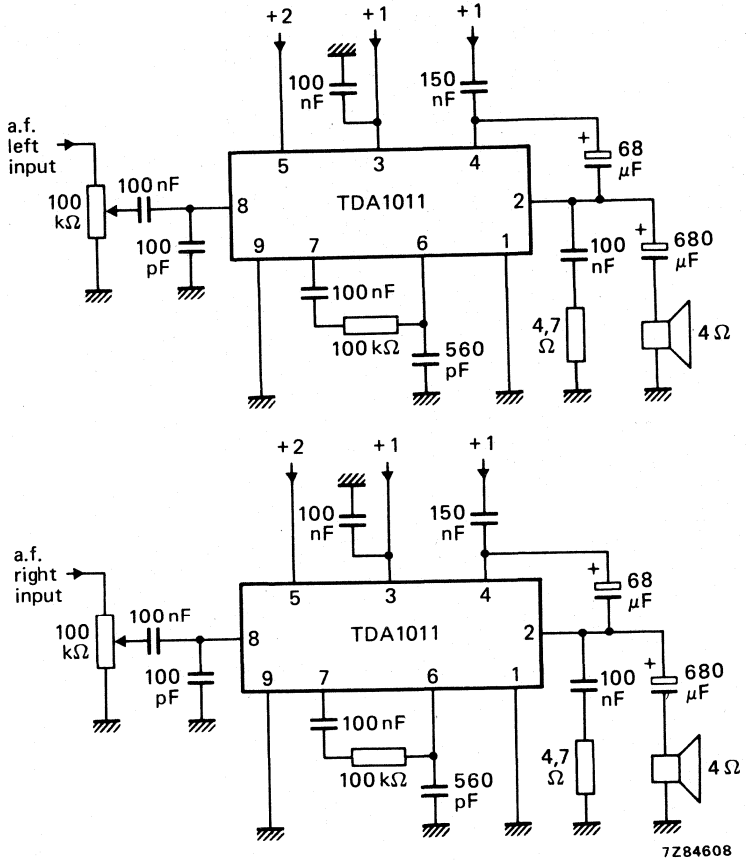 +2
+1
+1
100
nF
150
nF
a.f.
left
input
+
68
μF
5
3
4
100
kΩ
100 nF
8
TDA1011
2
100
pF
9
7
6
1
+
100
nF
680
μF
100 nF
100 kΩ
560
pF
4,7
Ω
4 Ω
+2
+1
+1
100
nF
150
nF
a.f.
right
input
+
68
μF
5
3
4
100
kΩ
100 nF
8
TDA1011
2
100
pF
9
7
6
1
+
100
nF
680
μF
100 nF
100 kΩ
560
pF
4,7
Ω
4 Ω
7Z84608